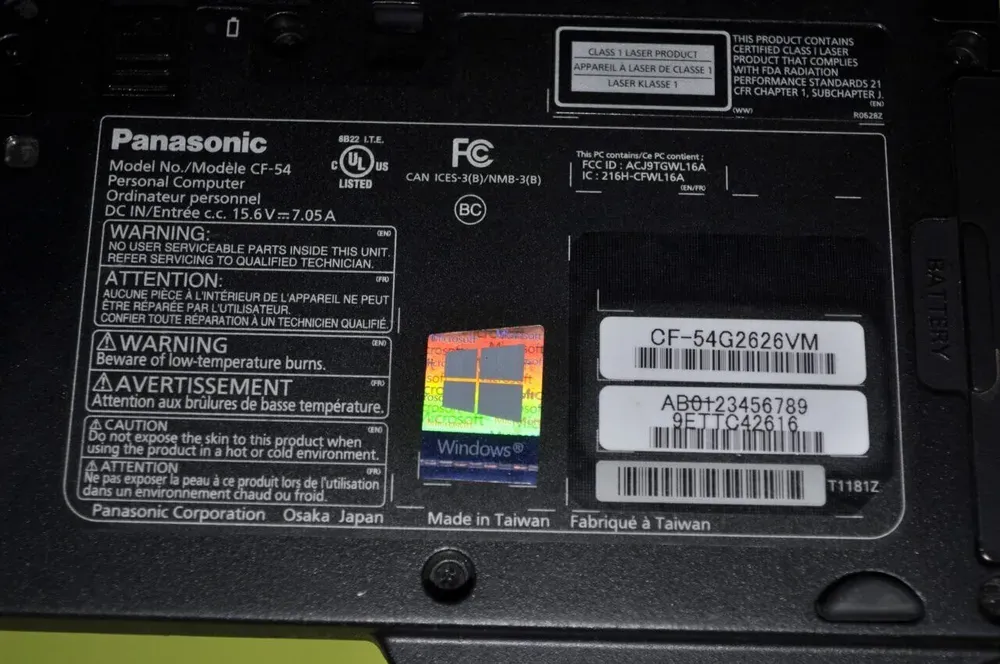 CLASS 1 LASER PRODUCT
APPAREIL À LASER DE CLASSE 1
LASER KLASSE 1
THIS PRODUCT CONTAINS
CERTIFIED CLASS I LASER
PRODUCT THAT COMPLIES
WITH FDA RADIATION
PERFORMANCE STANDARDS 21
CFR CHAPTER 1, SUBCHAPTER J.
(EN)
(WW)
R0628Z
Panasonic
Model No./Modèle CF-54
Personal Computer
Ordinateur personnel
DC IN/Entrée c.c. 15.6V 7.05A
8B22 I.T.E.
C UL US
LISTED
FC
CAN ICES-3(B)/NMB-3(B)
BC
This PC contains/Ce PC contient ;
FCC ID : ACJ9TGWL16A
IC : 216H-CFWL16A
(EN/FR)
WARNING: (EN)
NO USER SERVICEABLE PARTS INSIDE THIS UNIT.
REFER SERVICING TO QUALIFIED TECHNICIAN.
ATTENTION: (FR)
AUCUNE PIÈCE À L'INTÉRIEUR DE L'APPAREIL NE PEUT
ÊTRE RÉPARÉE PAR L'UTILISATEUR.
CONFIER TOUTE RÉPARATION À UN TECHNICIEN QUALIFIÉ.
WARNING (EN)
Beware of low-temperature burns.
AVERTISSEMENT (FR)
Attention aux brûlures de basse température.
CAUTION (EN)
Do not expose the skin to this product when
using the product in a hot or cold environment.
ATTENTION (FR)
Ne pas exposer la peau à ce produit lors de l'utilisation
dans un environnement chaud ou froid.
Panasonic Corporation Osaka Japan
Windows®
Made in Taiwan Fabriqué à Taiwan
CF-54G2626VM
AB0123456789
9ETTC42616
T1181Z
BATTERY